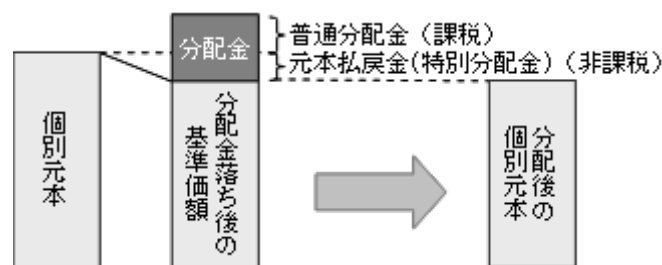 分配金
普通分配金（課税）
元本払戻金(特別分配金)（非課税）
個別元本
分配金落ち後の
基準価額
分配後の
個別元本